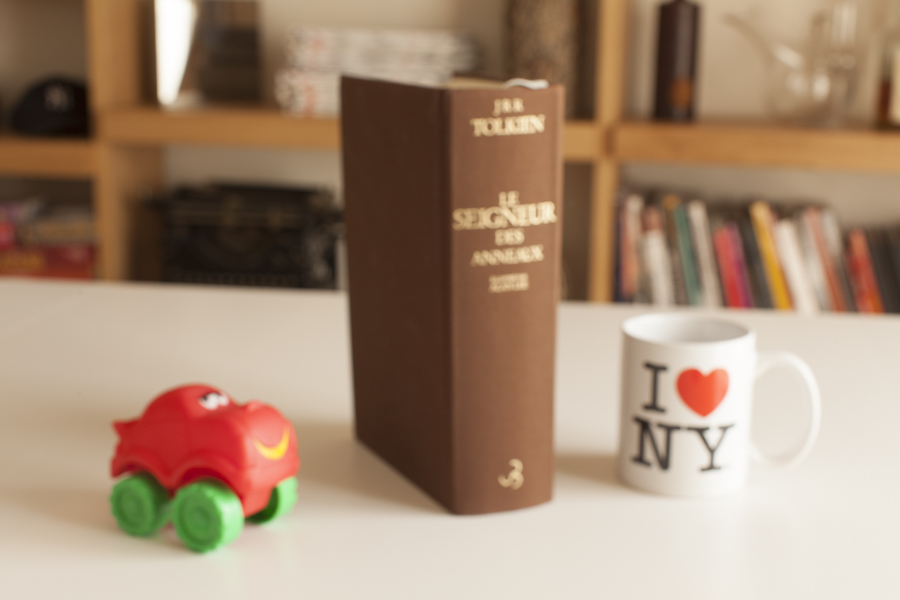 J.R.R.
TOLKIEN
LE
SEIGNEUR
DES
ANNEAUX
I ♥
NY